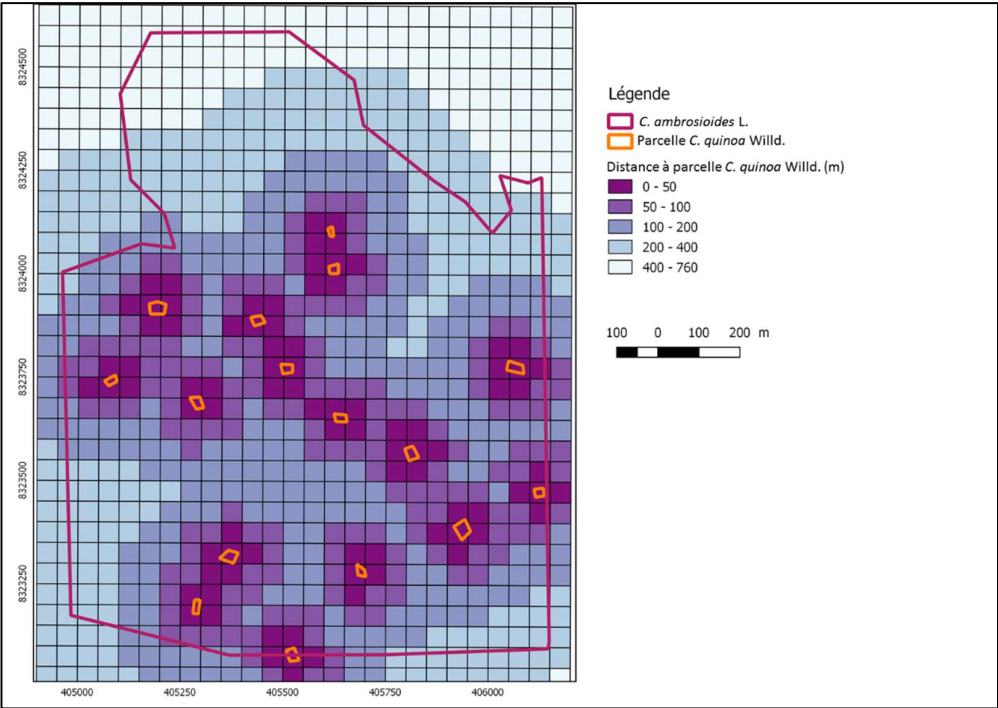 8324500
8324250
8324000
8323750
8323500
8323250
405000
405250
405500
405750
406000
Légende
C. ambrosioides L.
Parcelle C. quinoa Willd.
Distance à parcelle C. quinoa Willd. (m)
0 - 50
50 - 100
100 - 200
200 - 400
400 - 760
100 0 100 200 m